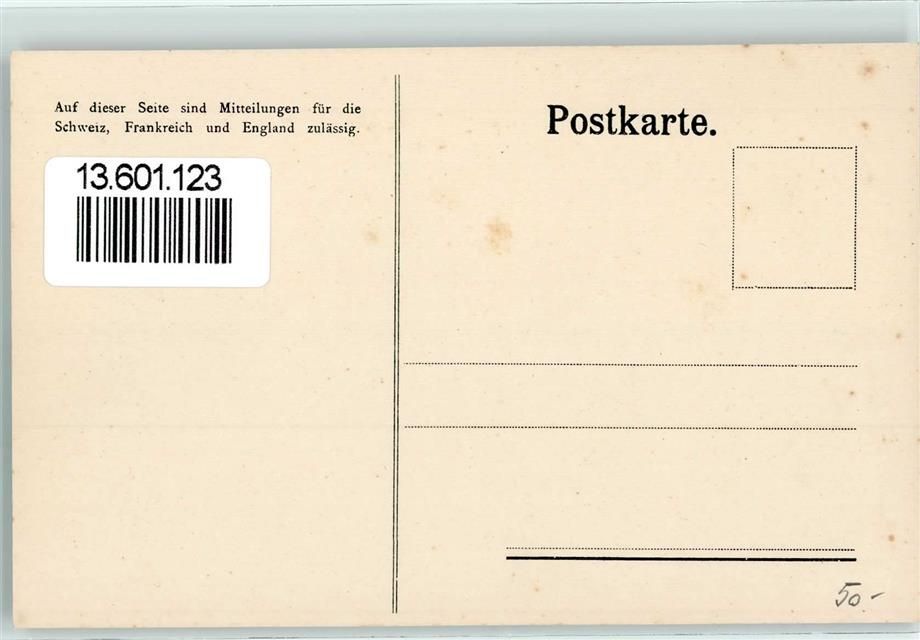 Auf dieser Seite sind Mitteilungen für die
Schweiz, Frankreich und England zulässig.
13.601.123
Postkarte.
50.-